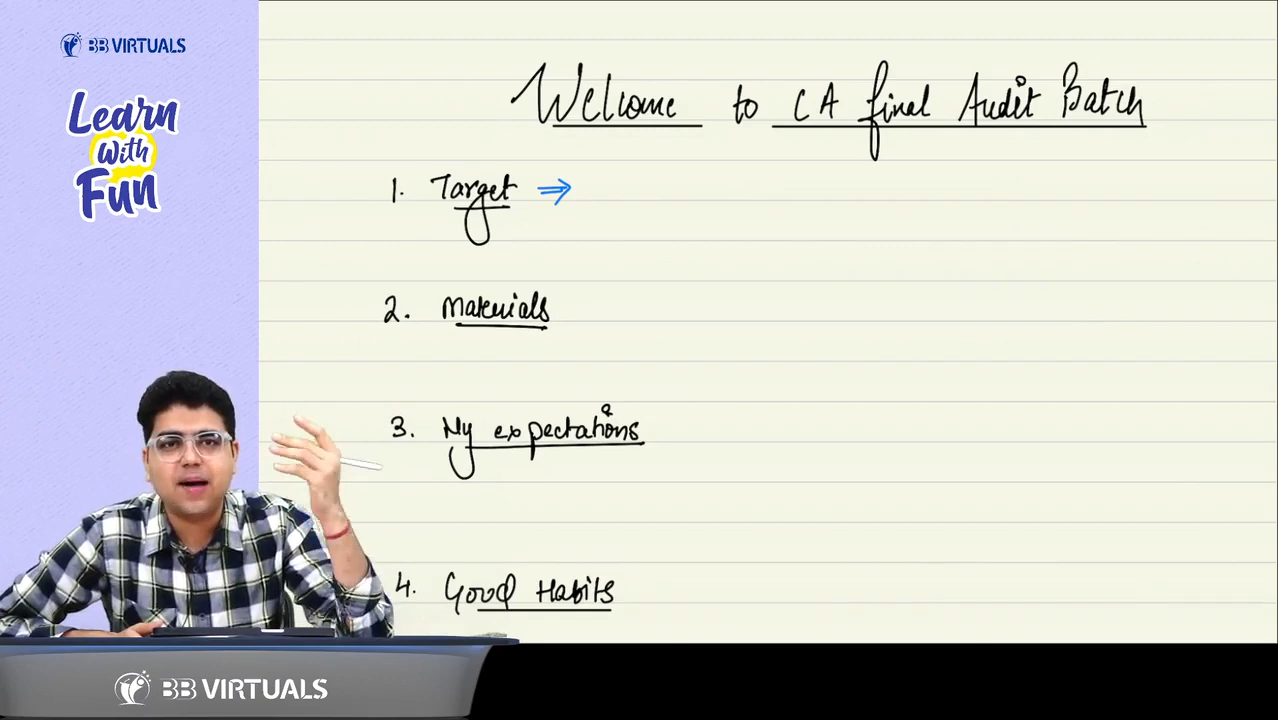 BB VIRTUALS
Learn
With
Fun
Welcome to CA final Audit Batch
1. Target ⇒
2. Materials
3. My expectations
4. Good Habits
BB VIRTUALS